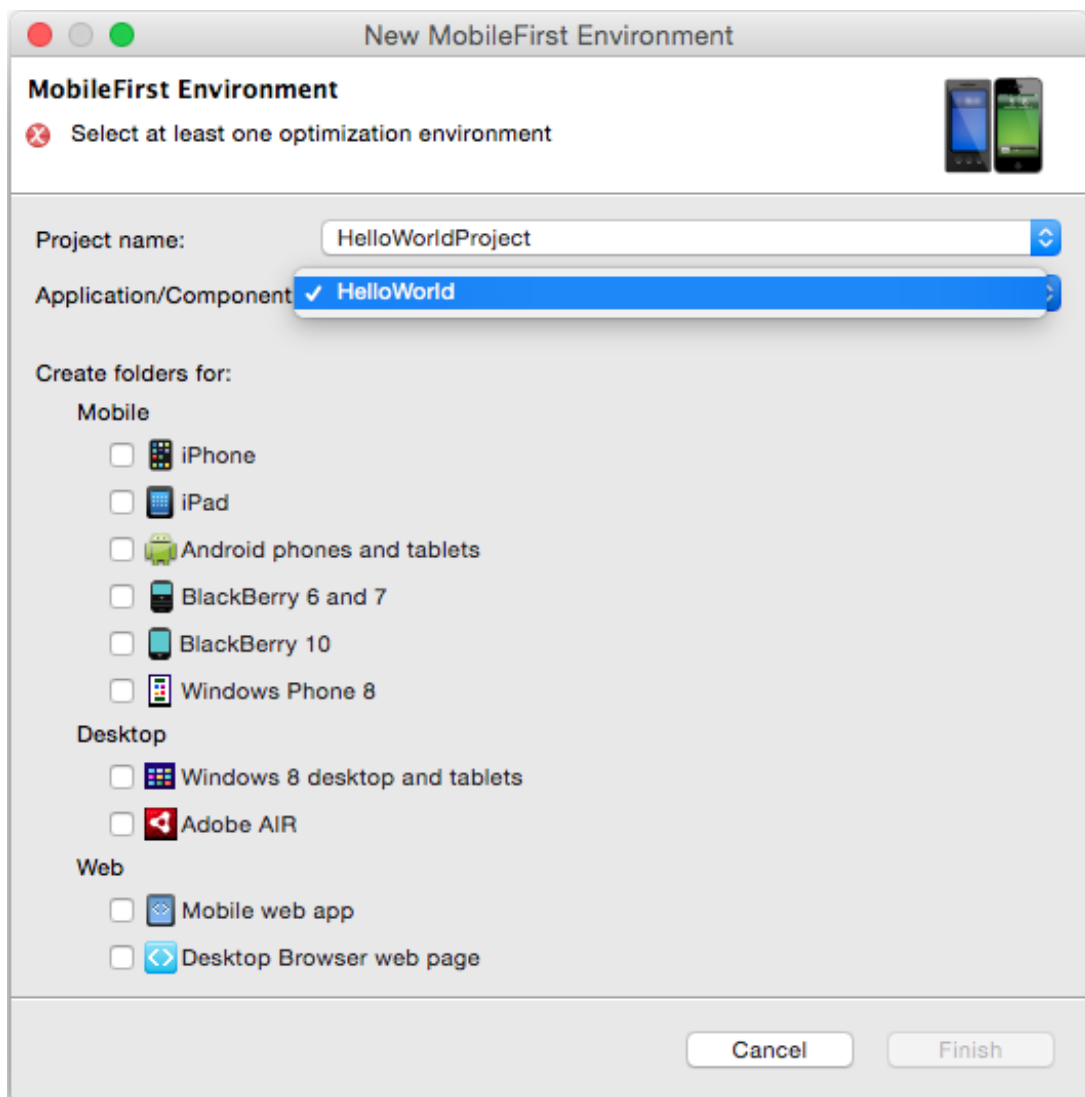 New MobileFirst Environment
MobileFirst Environment
Select at least one optimization environment
Project name:
HelloWorldProject
Application/Component
✓ HelloWorld
Create folders for:
Mobile
iPhone
iPad
Android phones and tablets
BlackBerry 6 and 7
BlackBerry 10
Windows Phone 8
Desktop
Windows 8 desktop and tablets
Adobe AIR
Web
Mobile web app
Desktop Browser web page
Cancel
Finish